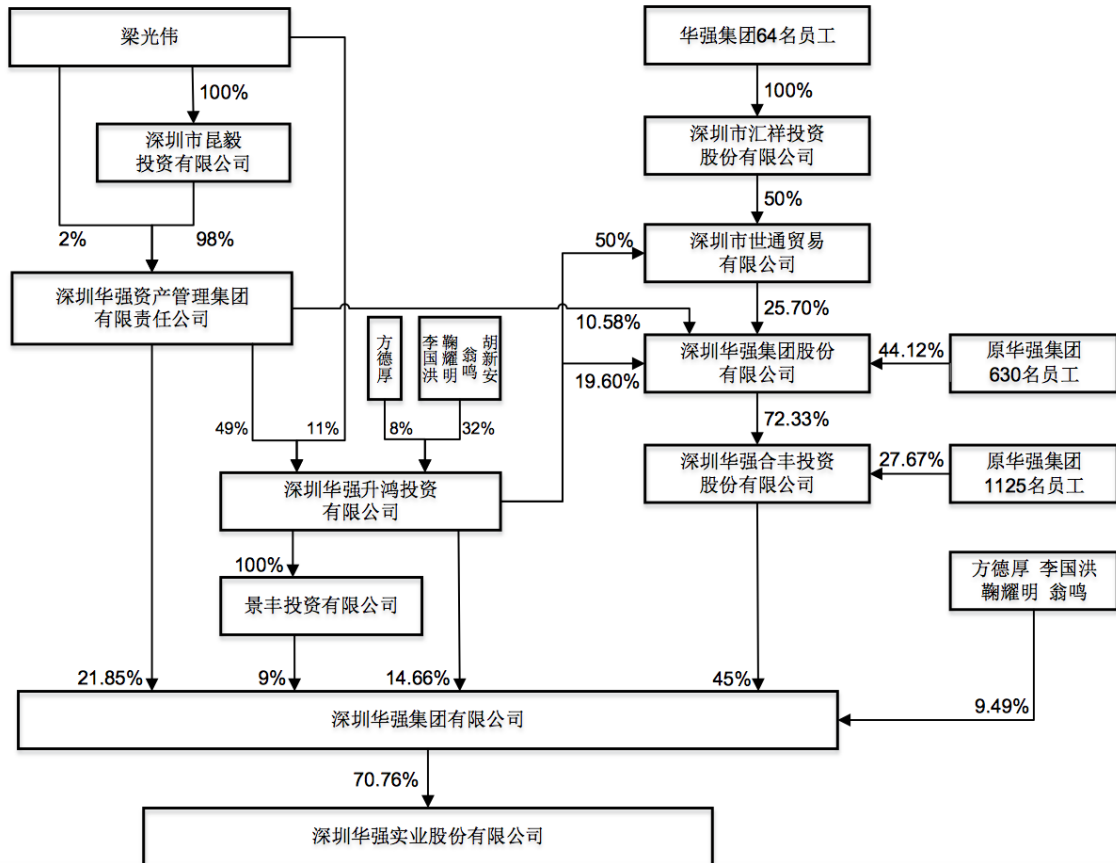 梁光伟
华强集团64名员工
100%
100%
深圳市昆毅
投资有限公司
深圳市汇祥投资
股份有限公司
50%
2%
98%
50%
深圳市世通贸易
有限公司
深圳华强资产管理集团
有限责任公司
25.70%
10.58%
方德厚
李国洪
鞠耀明
翁鸣
胡新安
深圳华强集团股份
有限公司
44.12%
原华强集团
630名员工
19.60%
49%
11%
8%
32%
72.33%
深圳华强升鸿投资
有限公司
深圳华强合丰投资
股份有限公司
27.67%
原华强集团
1125名员工
100%
景丰投资有限公司
方德厚 李国洪
鞠耀明 翁鸣
21.85%
9%
14.66%
45%
9.49%
深圳华强集团有限公司
70.76%
深圳华强实业股份有限公司